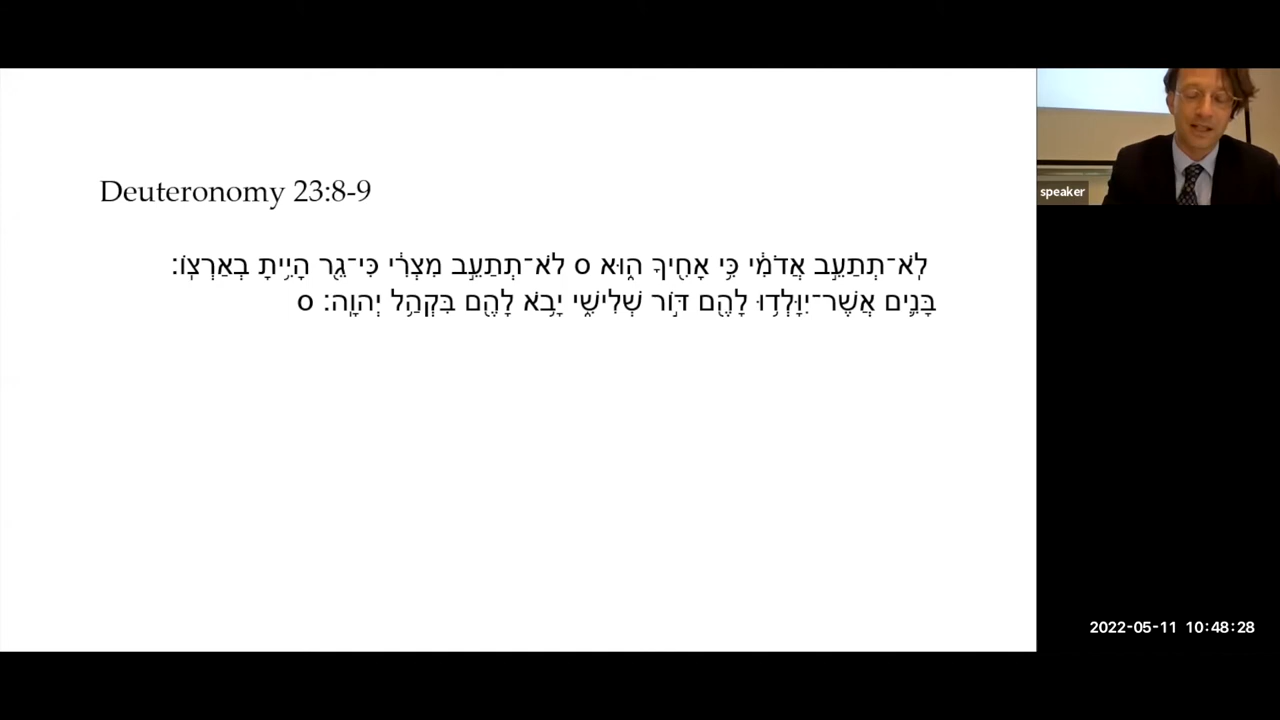 Deuteronomy 23:8-9
לֹֽא־תְתַעֵ֣ב אֲדֹמִ֔י כִּ֥י אָחִ֖יךָ ה֑וּא ס לֹא־תְתַעֵ֣ב מִצְרִ֔י כִּי־גֵ֖ר הָיִ֥יתָ בְאַרְצֽוֹ׃
בָּנִ֛ים אֲשֶׁר־יִוָּלְד֥וּ לָהֶ֖ם דּ֣וֹר שְׁלִישִׁ֑י יָבֹ֥א לָהֶ֖ם בִּקְהַ֥ל יְהוָֽה׃ ס
speaker
2022-05-11 10:48:28